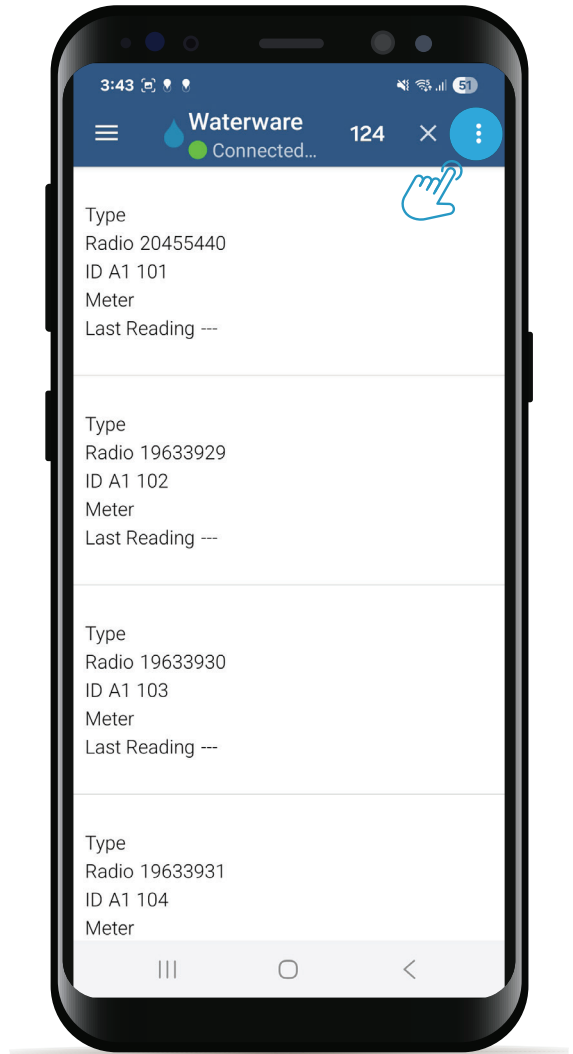 3:43
51
Waterware
Connected...
124
Type
Radio 20455440
ID A1 101
Meter
Last Reading ---
Type
Radio 19633929
ID A1 102
Meter
Last Reading ---
Type
Radio 19633930
ID A1 103
Meter
Last Reading ---
Type
Radio 19633931
ID A1 104
Meter